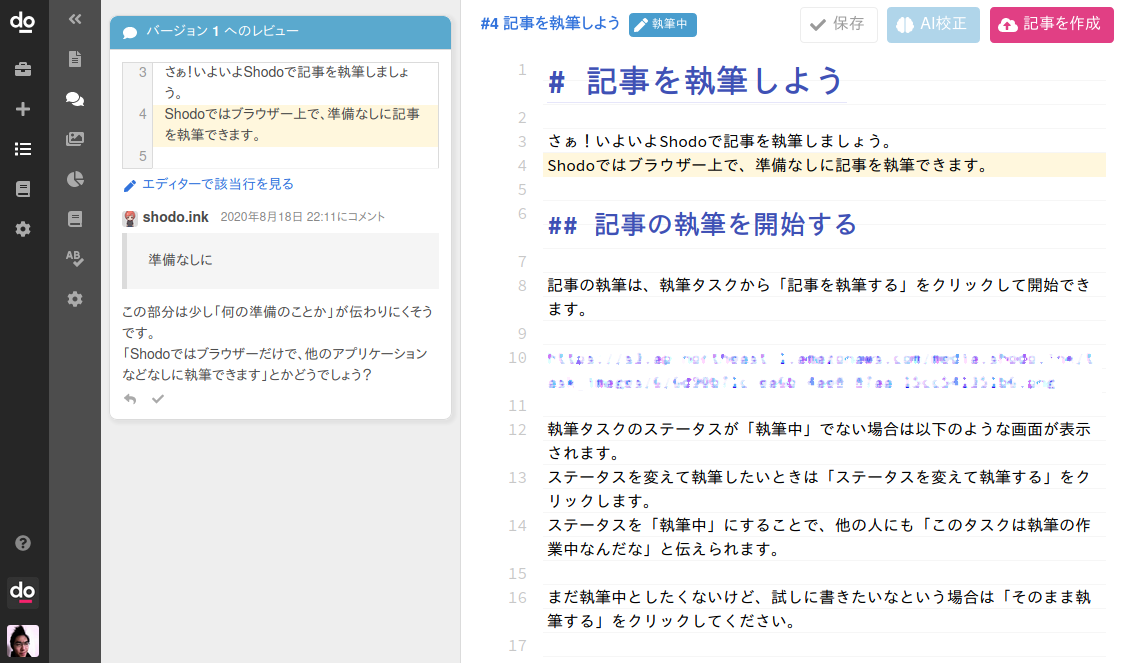 do
バージョン 1 へのレビュー
3 さぁ！いよいよShodoで記事を執筆しましょ
う。
4 Shodoではブラウザー上で、準備なしに記事
を執筆できます。
5
エディターで該当行を見る
shodo.ink 2020年8月18日 22:11にコメント
準備なしに
この部分は少し「何の準備のことか」が伝わりにくそう
です。
「Shodoではブラウザーだけで、他のアプリケーション
などなしに執筆できます」とかどうでしょう？
AB
do
#4 記事を執筆しよう 執筆中 保存 AI校正 記事を作成
1 # 記事を執筆しよう
2
3 さぁ！いよいよShodoで記事を執筆しましょう。
4 Shodoではブラウザー上で、準備なしに記事を執筆できます。
5
6 ## 記事の執筆を開始する
7
8 記事の執筆は、執筆タスクから「記事を執筆する」をクリックして開始でき
ます。
9
10
11
12 執筆タスクのステータスが「執筆中」でない場合は以下のような画面が表示
されます。
13 ステータスを変えて執筆したいときは「ステータスを変えて執筆する」をク
リックします。
14 ステータスを「執筆中」にすることで、他の人にも「このタスクは執筆の作
業中なんだな」と伝えられます。
15
16 まだ執筆中としたくないけど、試しに書きたいなという場合は「そのまま執
筆する」をクリックしてください。
17